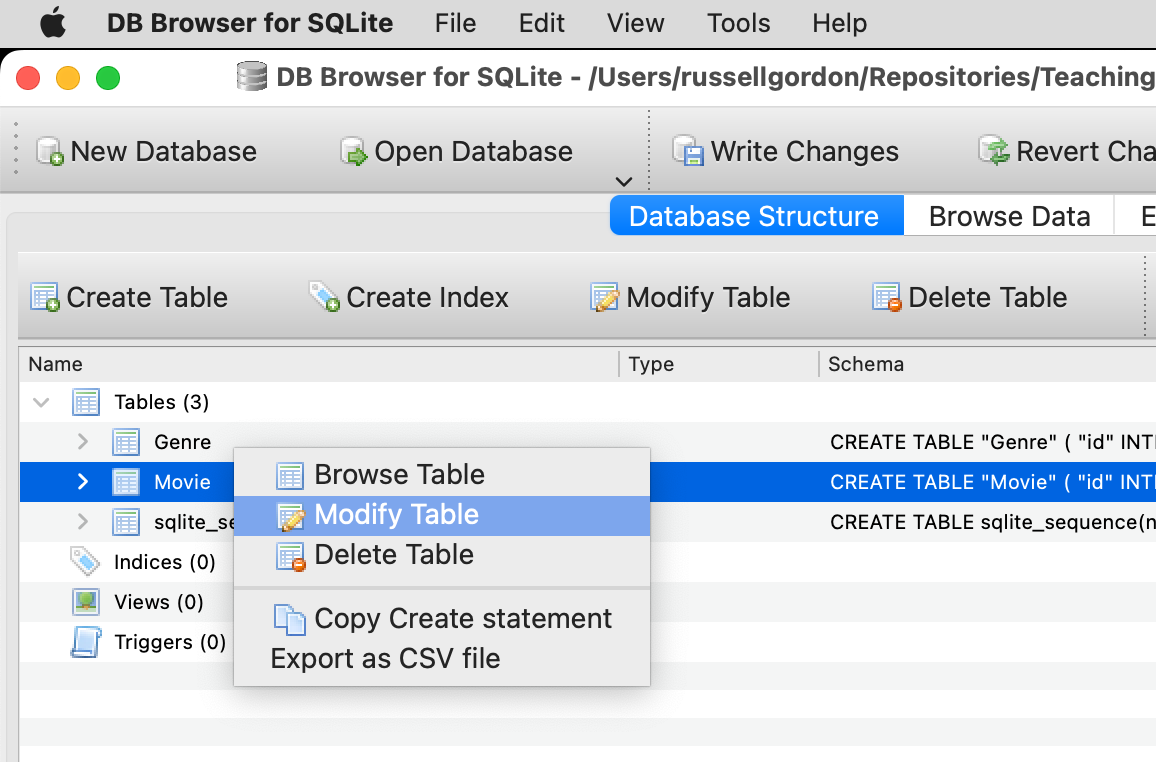 DB Browser for SQLite File Edit View Tools Help
DB Browser for SQLite - /Users/russellgordon/Repositories/Teaching
New Database Open Database Write Changes Revert Cha
Database Structure Browse Data E
Create Table Create Index Modify Table Delete Table
Name Type Schema
Tables (3)
Genre CREATE TABLE "Genre" ( "id" INTE
Movie CREATE TABLE "Movie" ( "id" INTE
sqlite_se CREATE TABLE sqlite_sequence(n
Indices (0)
Views (0)
Triggers (0)
Browse Table
Modify Table
Delete Table
Copy Create statement
Export as CSV file